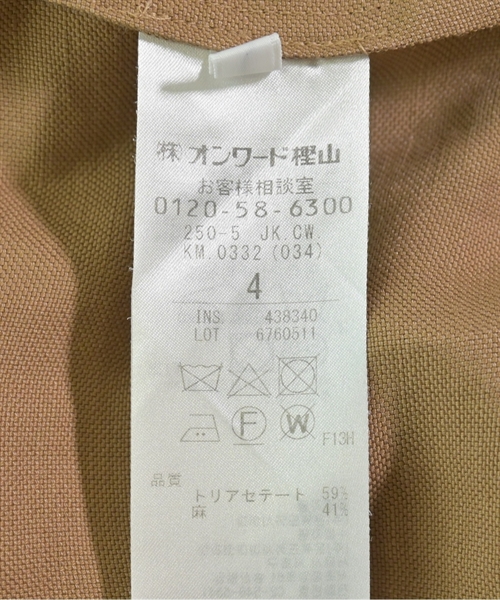 (株)オンワード樫山
お客様相談室
0120-58-6300
250-5 JK.CW.
KM.0332(034)
4
INS 438340
LOT 6760511
F W F13H
品質
トリアセテート 59%
麻 41%